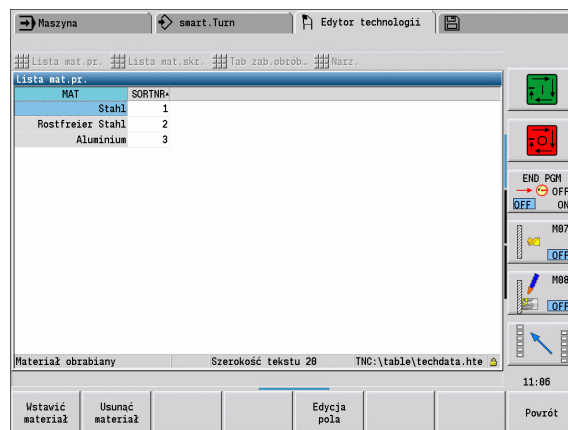 Maszyna
smart.Turn
Edytor technologii
Lista mat.pr.
Lista mat.skr.
Tab zab.obrób…
Narz.
Lista mat.pr.
MAT SORTNR
Stahl 1
Rostfreier Stahl 2
Aluminium 3
Materiał obrabiany
Szerokość tekstu 20
TNC:\table\techdata.hte
END PGM
OFF
OFF ON
M07
OFF
M08
OFF
11:06
Wstawić materiał
Usunąć materiał
Edycja pola
Powrót